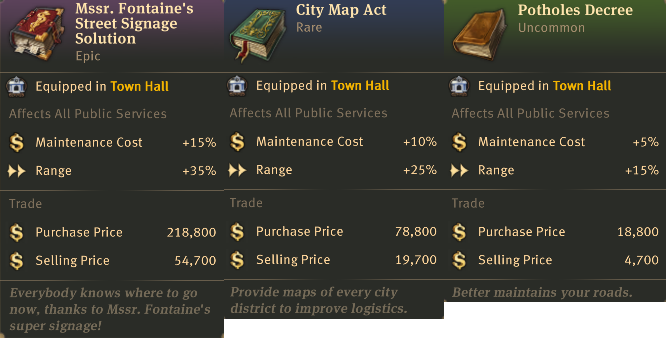 Mssr. Fontaine's
Street Signage
Solution
Epic
Equipped in Town Hall
Affects All Public Services
Maintenance Cost +15%
Range +35%
Trade
Purchase Price 218,800
Selling Price 54,700
Everybody knows where to go
now, thanks to Mssr. Fontaine's
super signage!
City Map Act
Rare
Equipped in Town Hall
Affects All Public Services
Maintenance Cost +10%
Range +25%
Trade
Purchase Price 78,800
Selling Price 19,700
Provide maps of every city
district to improve logistics.
Potholes Decree
Uncommon
Equipped in Town Hall
Affects All Public Services
Maintenance Cost +5%
Range +15%
Trade
Purchase Price 18,800
Selling Price 4,700
Better maintains your roads.